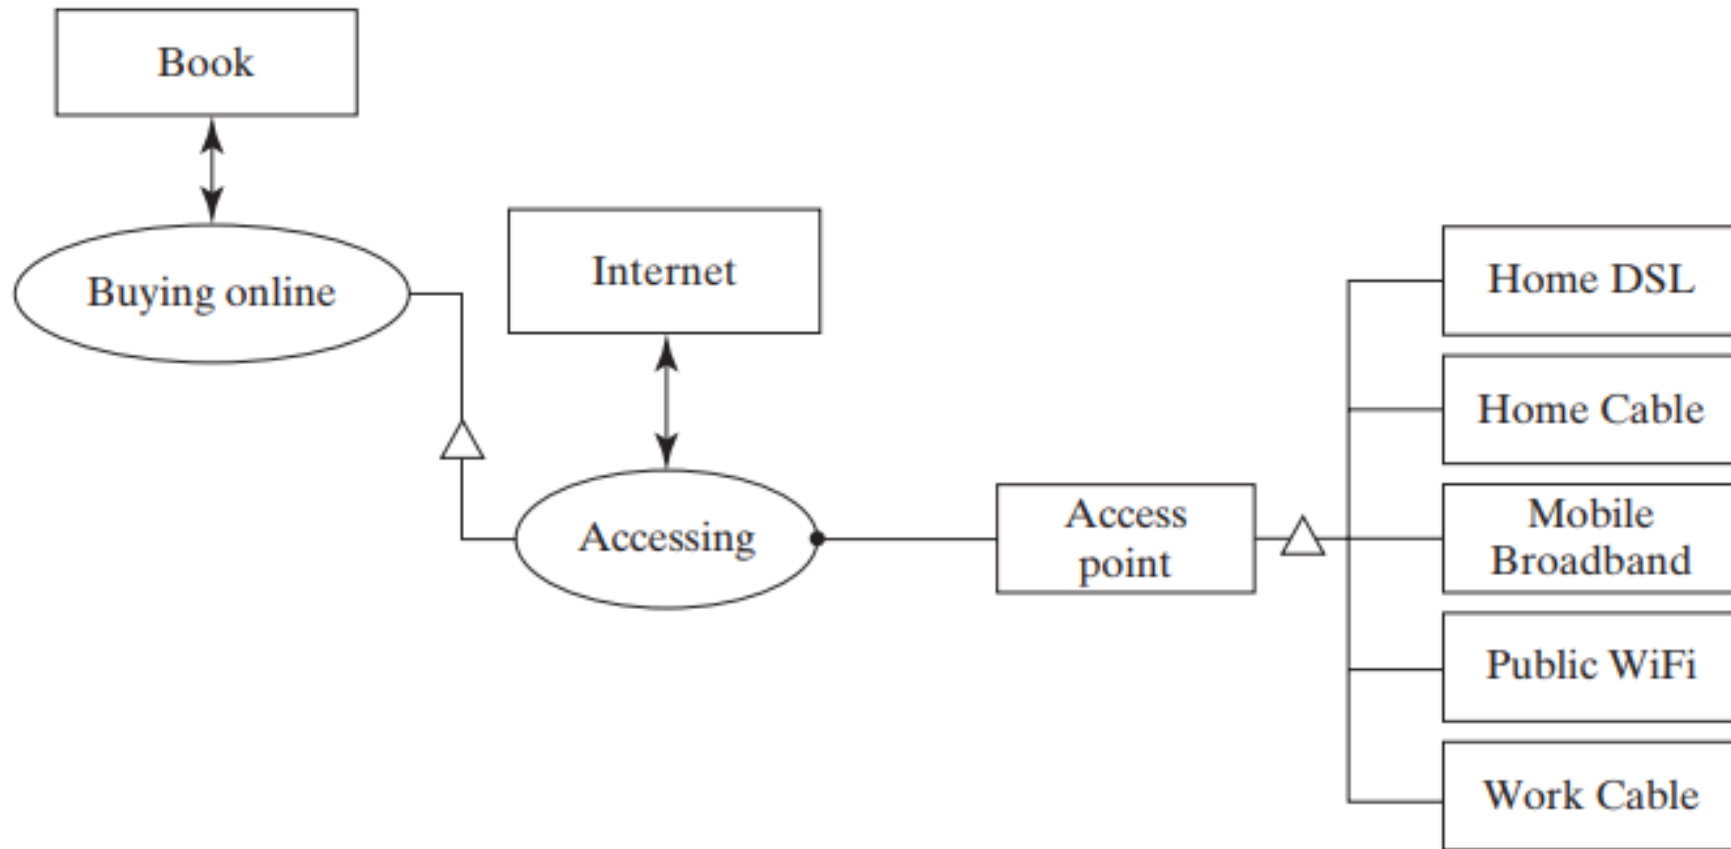 Book
Buying online
Internet
Accessing
Access
point
Home DSL
Home Cable
Mobile
Broadband
Public WiFi
Work Cable